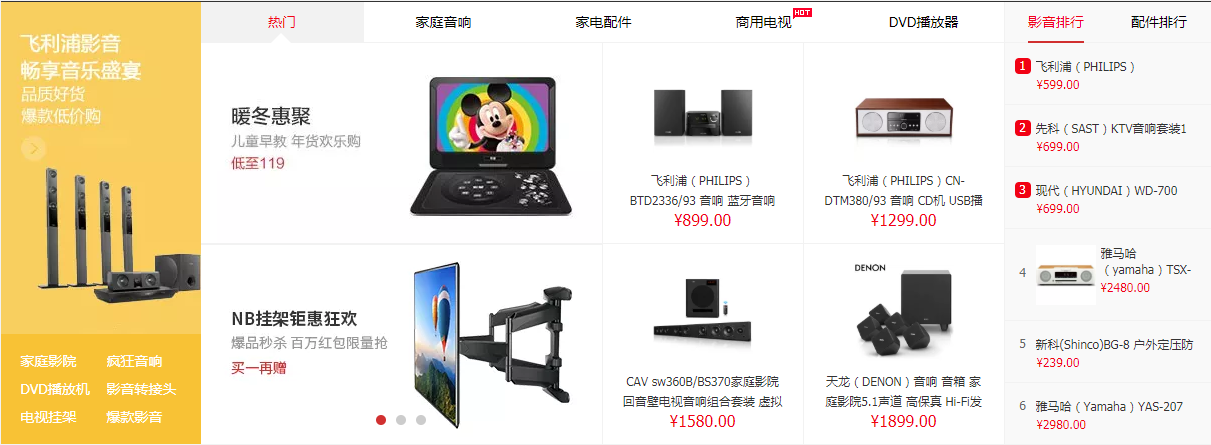 飞利浦影音
畅享音乐盛宴
品质好货
爆款低价购
家庭影院 疯狂音响
DVD播放机 影音转接头
电视挂架 爆款影音
热门 家庭音响 家电配件 商用电视 HOT DVD播放器
暖冬惠聚
儿童早教 年货欢乐购
低至119
飞利浦（PHILIPS）
BTD2336/93 音响 蓝牙音响
¥899.00
飞利浦（PHILIPS）CN-
DTM380/93 音响 CD机 USB播
¥1299.00
NB挂架钜惠狂欢
爆品秒杀 百万红包限量抢
买一再赠
CAV sw360B/BS370家庭影院
回音壁电视音响组合套装 虚拟
¥1580.00
DENON
天龙（DENON）音响 音箱 家
庭影院5.1声道 高保真 Hi-Fi发
¥1899.00
影音排行 配件排行
1 飞利浦（PHILIPS）
¥599.00
2 先科（SAST）KTV音响套装1
¥699.00
3 现代（HYUNDAI）WD-700
¥699.00
4 雅马哈
（yamaha）TSX-
¥2480.00
5 新科(Shinco)BG-8 户外定压防
¥239.00
6 雅马哈（Yamaha）YAS-207
¥2980.00